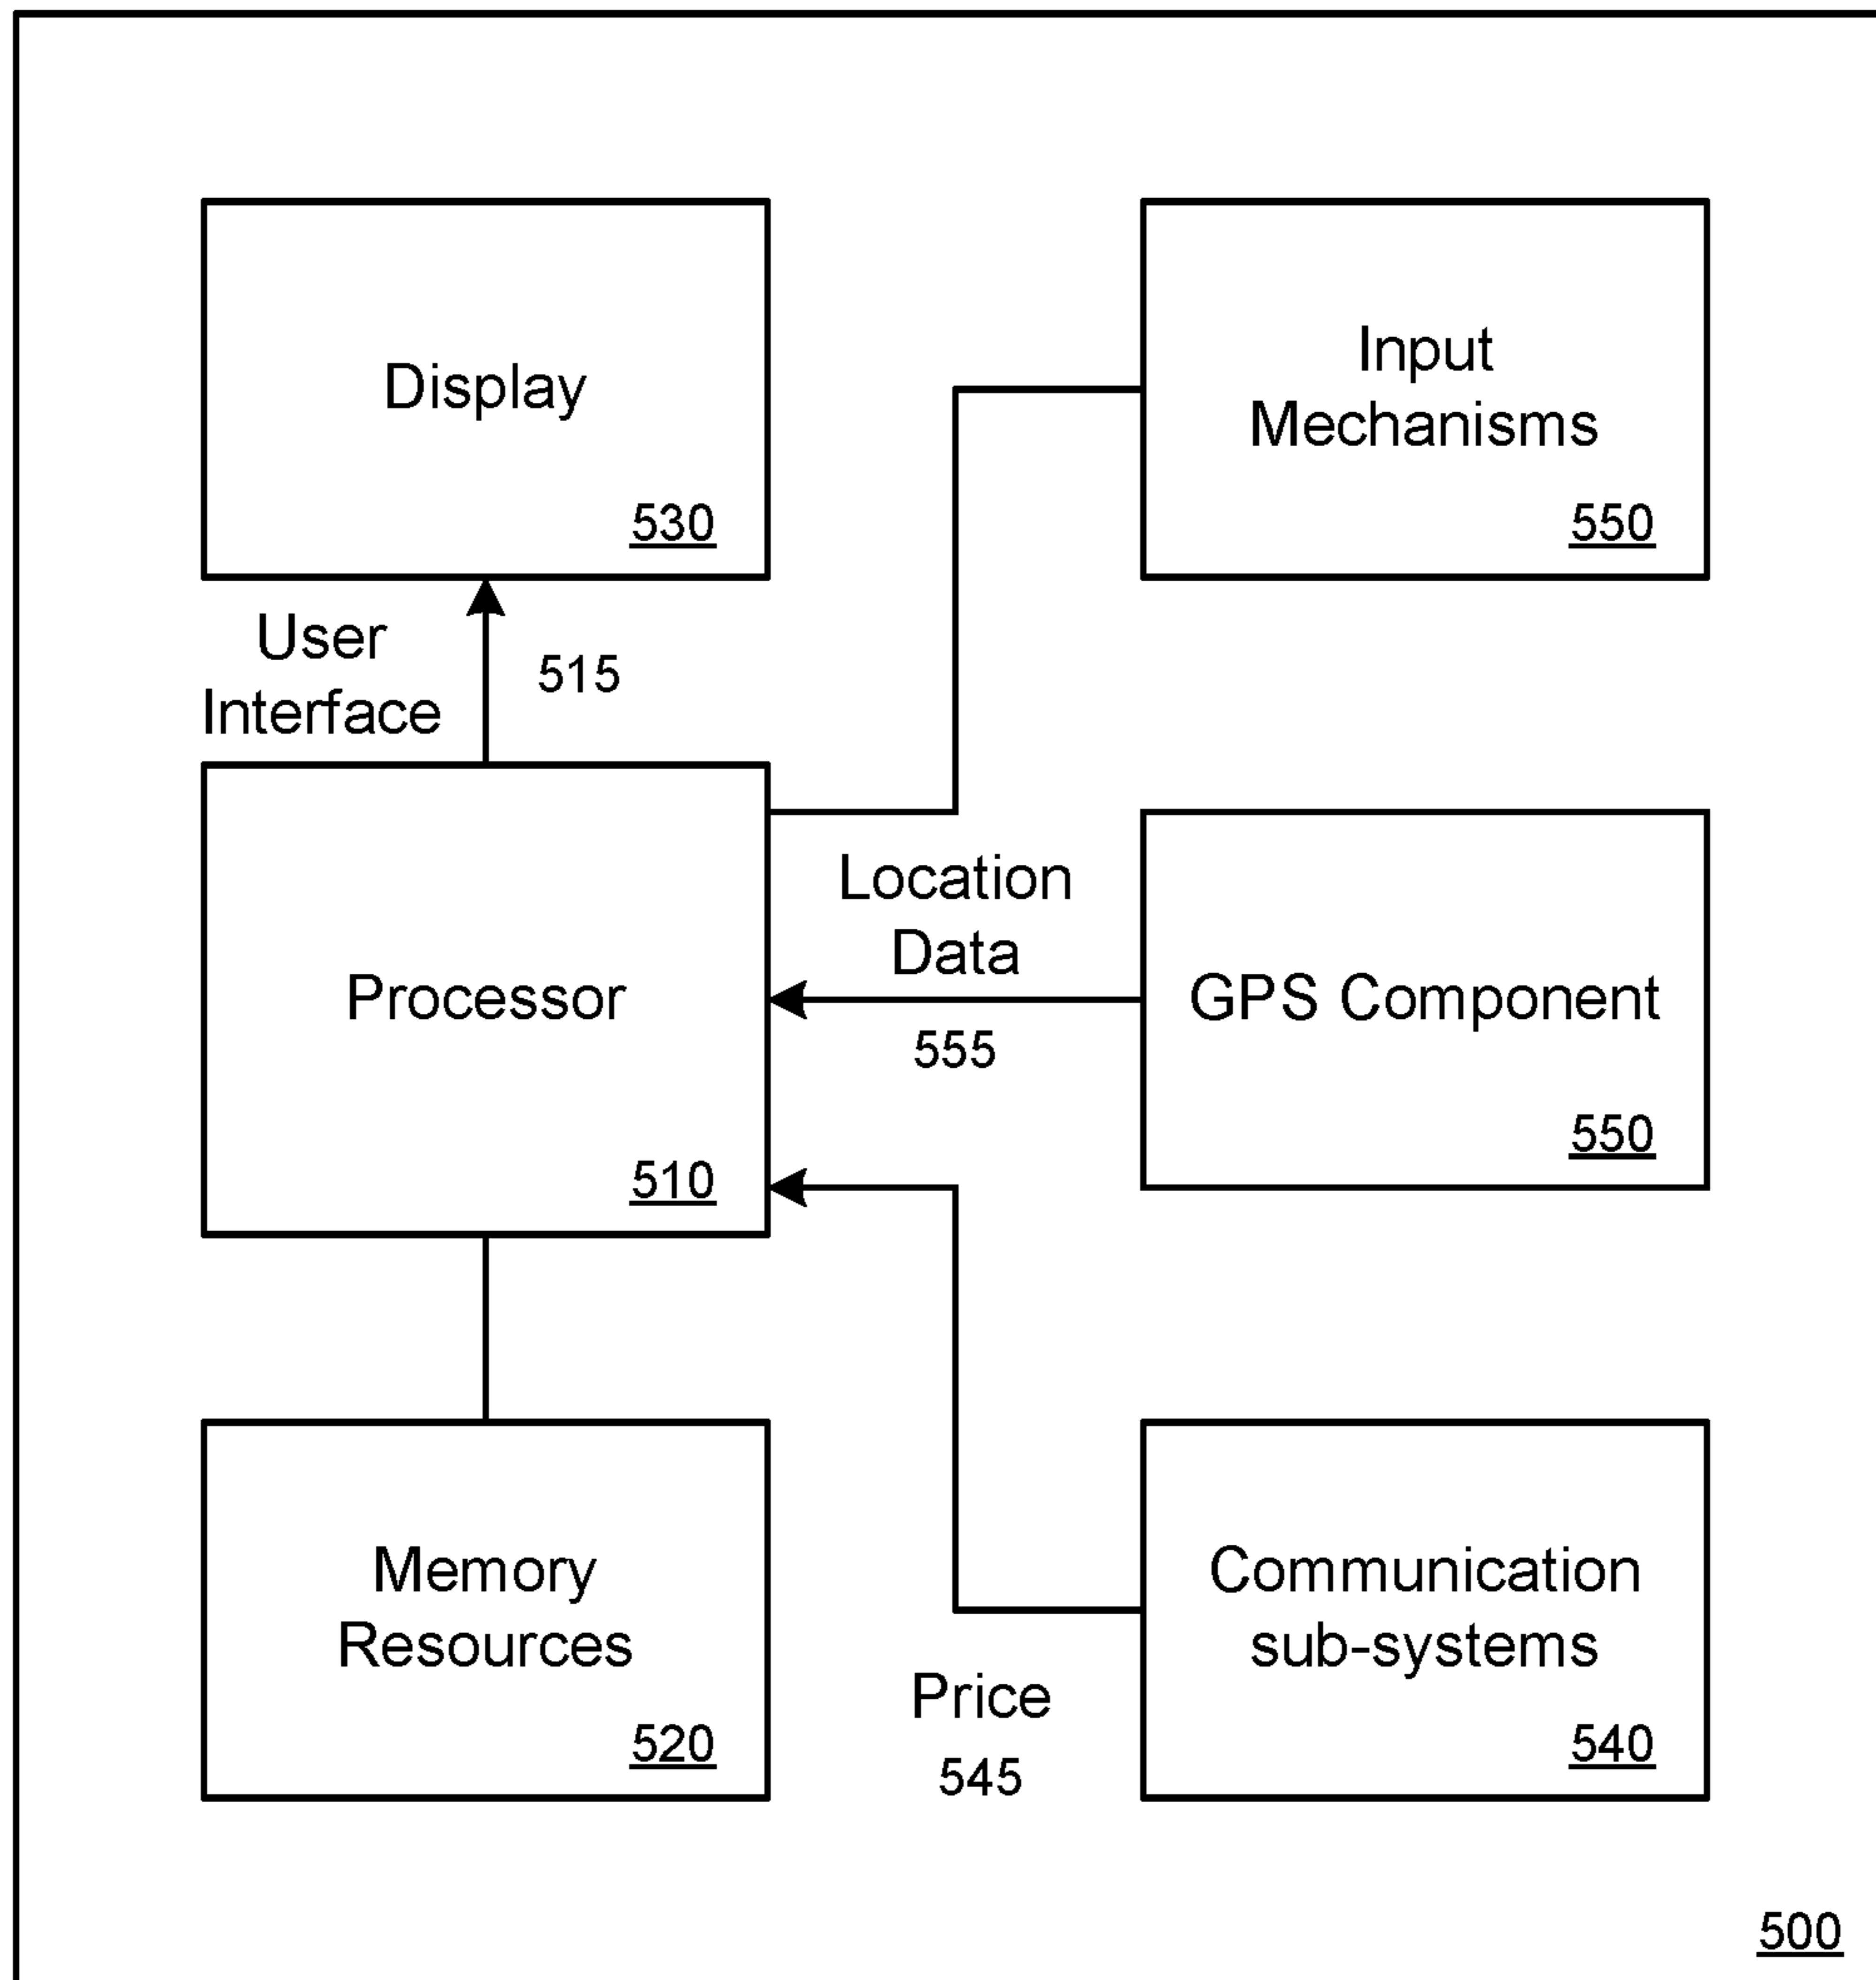 Display
530
Input
Mechanisms
550
User
Interface
515
Processor
510
Location
Data
555
GPS Component
550
Memory
Resources
520
Price
545
Communication
sub-systems
540
500